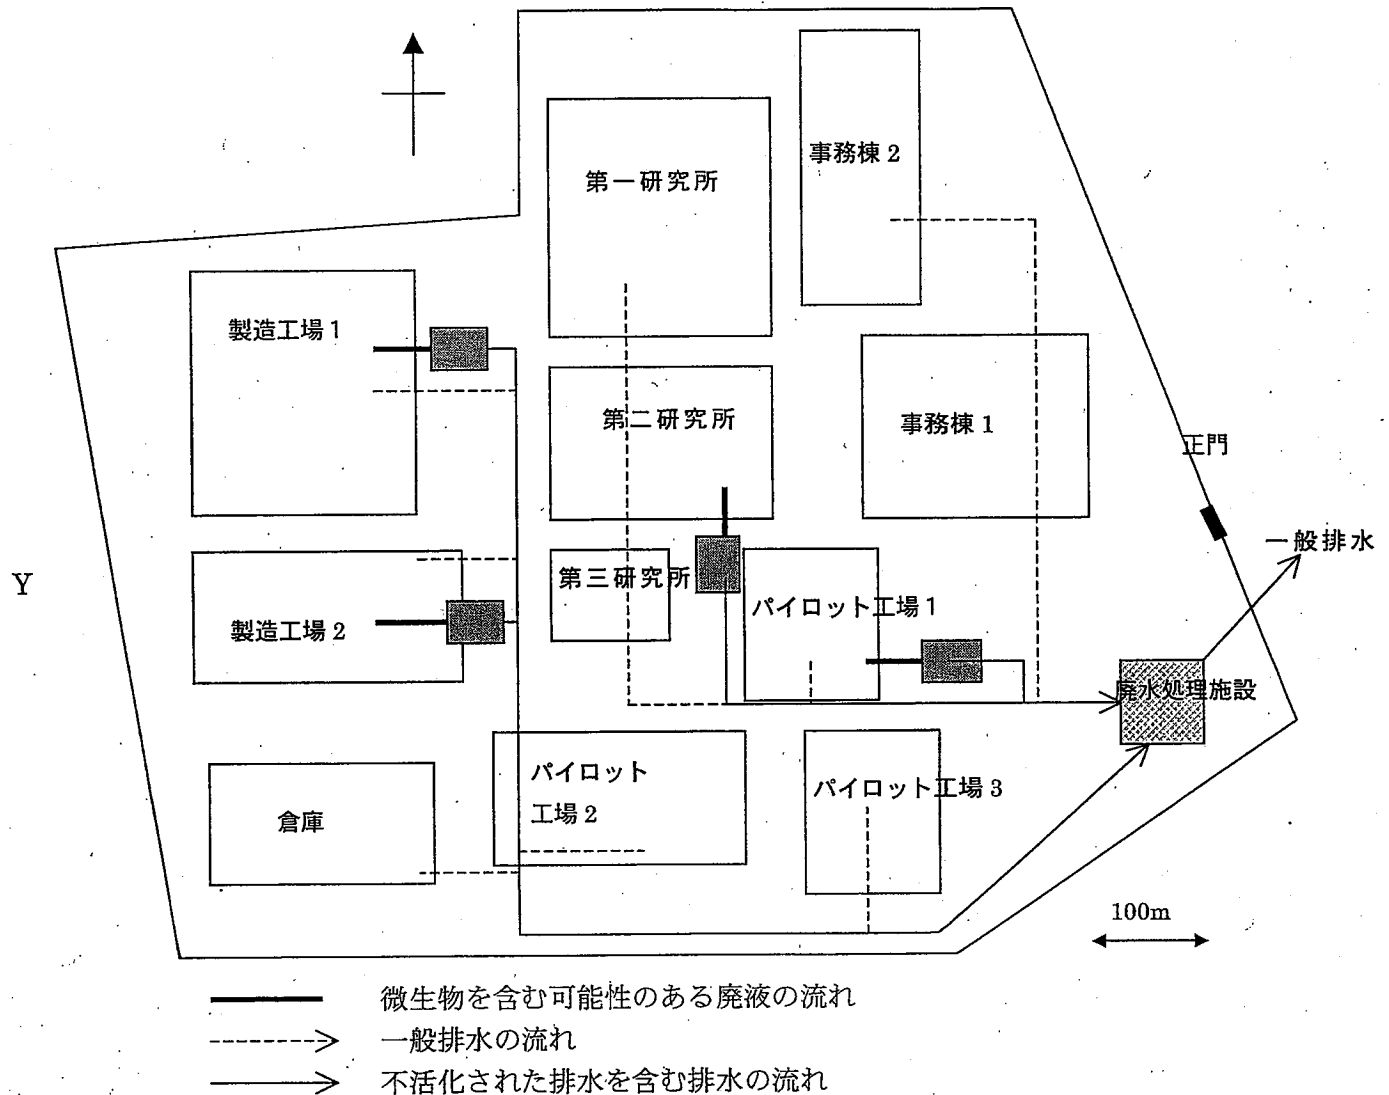 事務棟 2
第一研究所
製造工場 1
第二研究所
事務棟 1
正門
一般排水
Y
第三研究所
パイロット工場 1
製造工場 2
廃水処理施設
パイロット
工場 2
パイロット工場 3
倉庫
100m
微生物を含む可能性のある廃液の流れ
一般排水の流れ
不活化された排水を含む排水の流れ